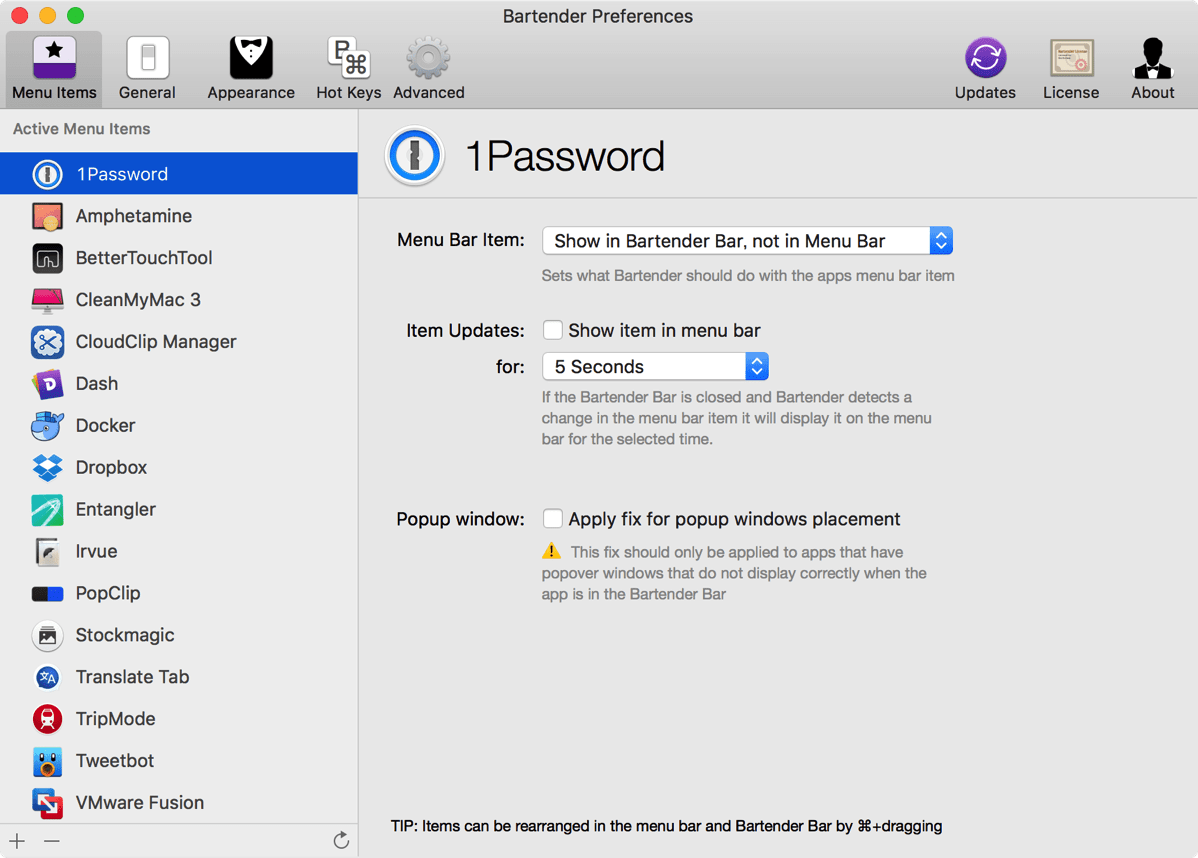 Bartender Preferences
Menu Items
General
Appearance
Hot Keys
Advanced
Updates
License
About
Active Menu Items
1Password
Amphetamine
BetterTouchTool
CleanMyMac 3
CloudClip Manager
Dash
Docker
Dropbox
Entangler
Irvue
PopClip
Stockmagic
Translate Tab
TripMode
Tweetbot
VMware Fusion
1Password
Menu Bar Item: Show in Bartender Bar, not in Menu Bar
Sets what Bartender should do with the apps menu bar item
Item Updates: Show item in menu bar
for: 5 Seconds
If the Bartender Bar is closed and Bartender detects a
change in the menu bar item it will display it on the menu
bar for the selected time.
Popup window: Apply fix for popup windows placement
This fix should only be applied to apps that have
popover windows that do not display correctly when the
app is in the Bartender Bar
TIP: Items can be rearranged in the menu bar and Bartender Bar by ⌘+dragging